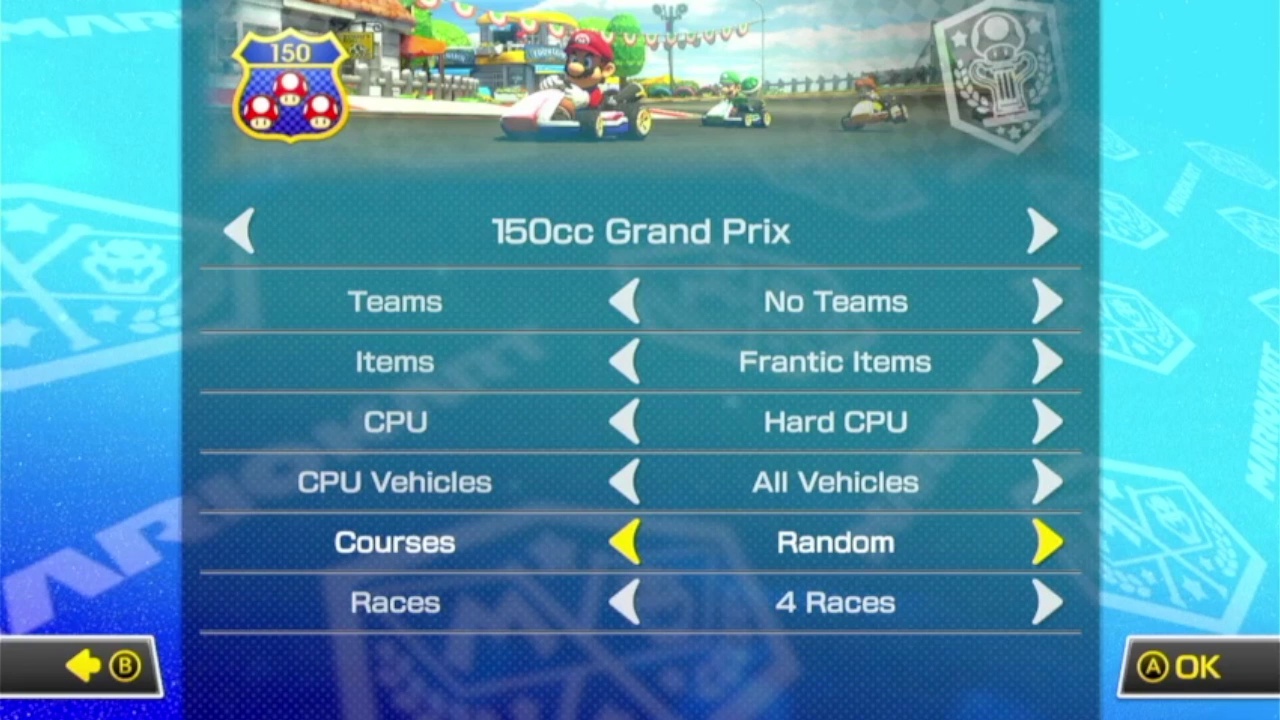 150
150cc Grand Prix
Teams No Teams
Items Frantic Items
CPU Hard CPU
CPU Vehicles All Vehicles
Courses Random
Races 4 Races
B
A OK
MARIOKART